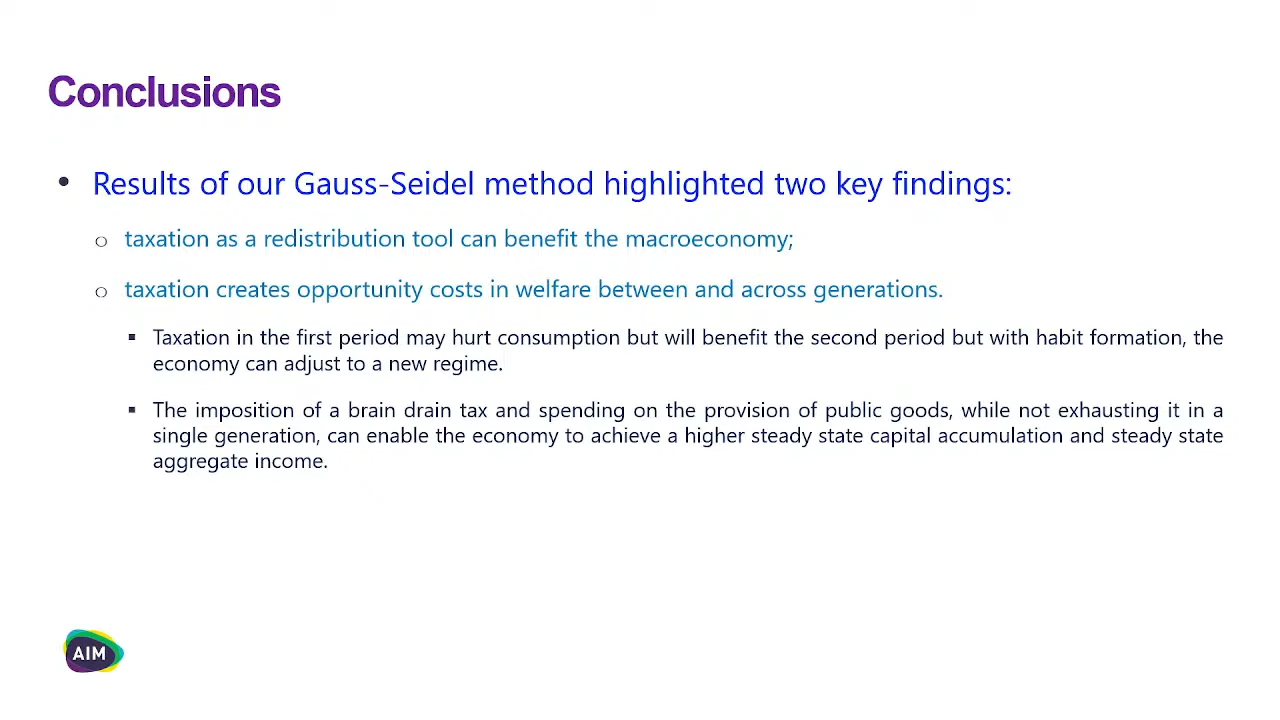 Conclusions
• Results of our Gauss-Seidel method highlighted two key findings:
o taxation as a redistribution tool can benefit the macroeconomy;
o taxation creates opportunity costs in welfare between and across generations.
▪ Taxation in the first period may hurt consumption but will benefit the second period but with habit formation, the
economy can adjust to a new regime.
▪ The imposition of a brain drain tax and spending on the provision of public goods, while not exhausting it in a
single generation, can enable the economy to achieve a higher steady state capital accumulation and steady state
aggregate income.
AIM